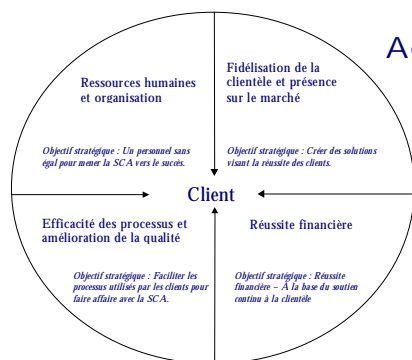 Ac
Ressources humaines
et organisation
Fidélisation de la
clientèle et présence
sur le marché
Objectif stratégique : Un personnel sans
égal pour mener la SCA vers le succès.
Objectif stratégique : Créer des solutions
visant la réussite des clients.
Client
Efficacité des processus et
amélioration de la qualité
Réussite financière
Objectif stratégique : Faciliter les
processus utilisés par les clients pour
faire affaire avec la SCA.
Objectif stratégique : Réussite
financière – À la base du soutien
continu à la clientèle